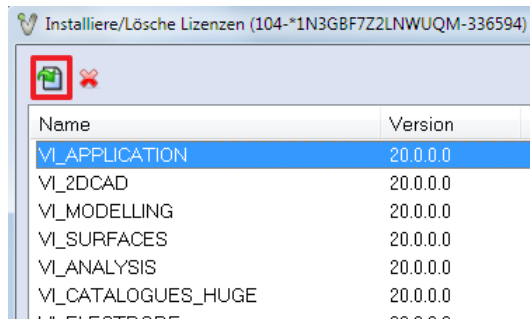 Installiere/Lösche Lizenzen (104-*1N3GBF7Z2LNWUQM-336594)
Name Version
VI_APPLICATION 20.0.0.0
VI_2DCAD 20.0.0.0
VI_MODELLING 20.0.0.0
VI_SURFACES 20.0.0.0
VI_ANALYSIS 20.0.0.0
VI_CATALOGUES_HUGE 20.0.0.0